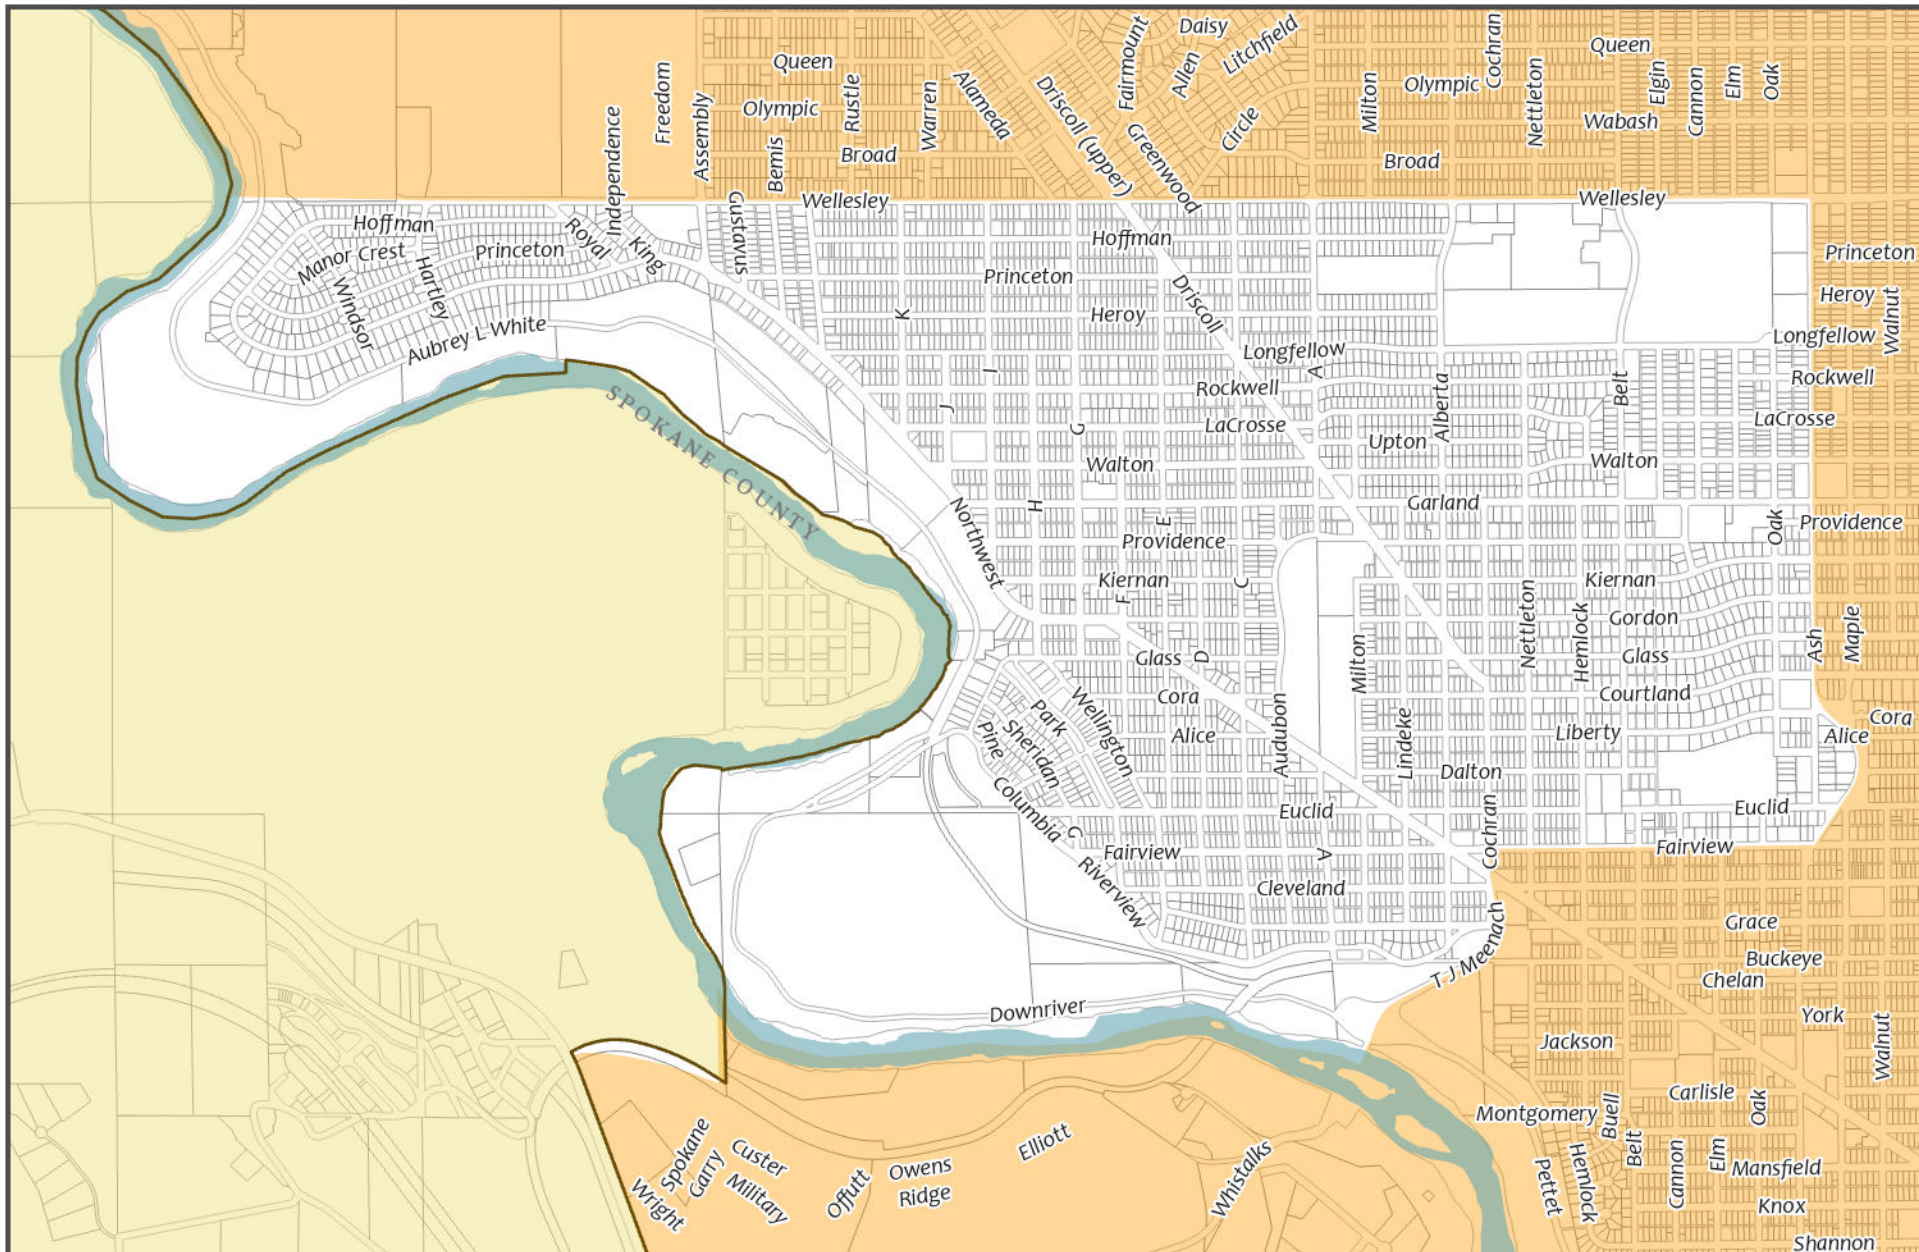 Daisy
Fairmount
Allen
Litchfield
Cochran
Queen
Queen
Freedom
Independence
Assembly
Olympic
Rustle
Warren
Alameda
Driscoll (upper)
Greenwood
Circle
Milton
Olympic
Nettleton
Elgin
Cannon
Elm
Oak
Wabash
Bemis
Broad
Broad
Wellesley
Wellesley
Gustavus
Hoffman
Royal
King
Hoffman
Manor Crest
Hartley
Princeton
Princeton
Princeton
Windsor
Driscoll
Heroy
Heroy
Walnut
K
Aubrey L White
Longfellow
Longfellow
I
A
Rockwell
Rockwell
Alberta
Belt
SPOKANE COUNTY
J
G
LaCrosse
LaCrosse
Upton
Walton
Walton
Northwest
H
E
Garland
Oak
Providence
Providence
Kiernan
F
C
Kiernan
Nettleton
Hemlock
Gordon
Ash
Maple
Glass
D
Milton
Glass
Cora
Courtland
Pine
Park
Sheridan
Wellington
Alice
Audubon
Lindeke
Liberty
Cora
Alice
Dalton
Columbia
C
Euclid
Cochran
Euclid
Riverview
Fairview
A
Fairview
Cleveland
Grace
T J Meenach
Buckeye
Chelan
Downriver
York
Jackson
Walnut
Montgomery
Buell
Carlisle
Oak
Spokane
Garry
Wright
Custer
Military
Offutt
Owens
Ridge
Elliott
Whistalks
Pettet
Hemlock
Belt
Cannon
Elm
Mansfield
Knox
Shannon